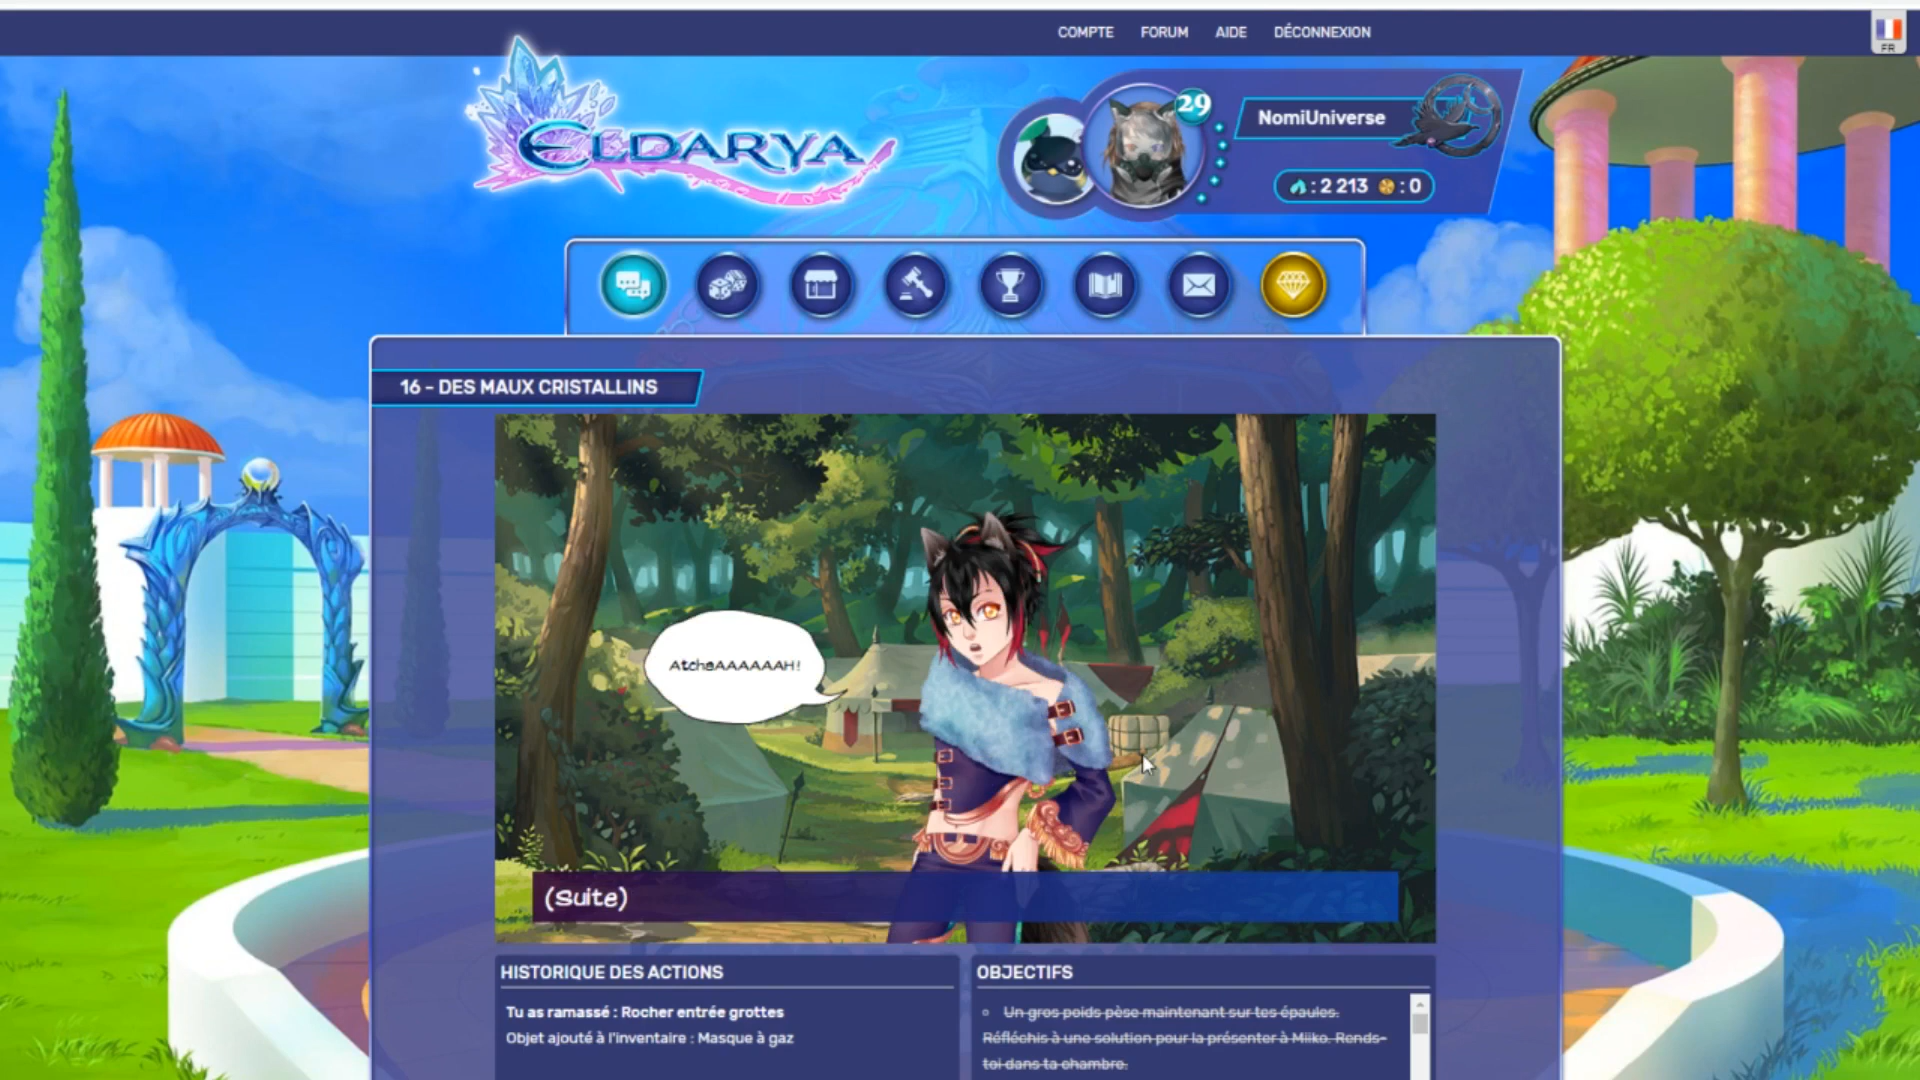 COMPTE FORUM AIDE DÉCONNEXION
FR
ELDARYA
29
NomiUniverse
: 2 213 : 0
16 - DES MAUX CRISTALLINS
AtchaAAAAAAH!
(Suite)
HISTORIQUE DES ACTIONS
Tu as ramassé : Rocher entrée grottes
Objet ajouté à l'inventaire : Masque à gaz
OBJECTIFS
Un gros poids pèse maintenant sur tes épaules.
Réfléchis à une solution pour la présenter à Miiko. Rends-
toi dans ta chambre.